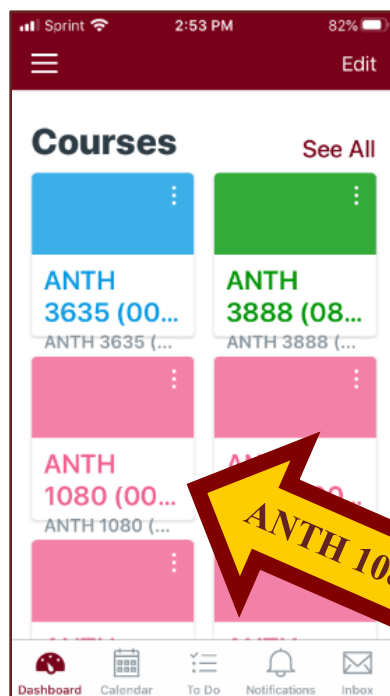 Sprint 2:53 PM 82%
Edit
Courses See All
ANTH
3635 (00...
ANTH 3635 (...
ANTH
3888 (08...
ANTH 3888 (...
ANTH
1080 (00...
ANTH 1080 (...
ANTH 108
Dashboard Calendar To Do Notifications Inbox